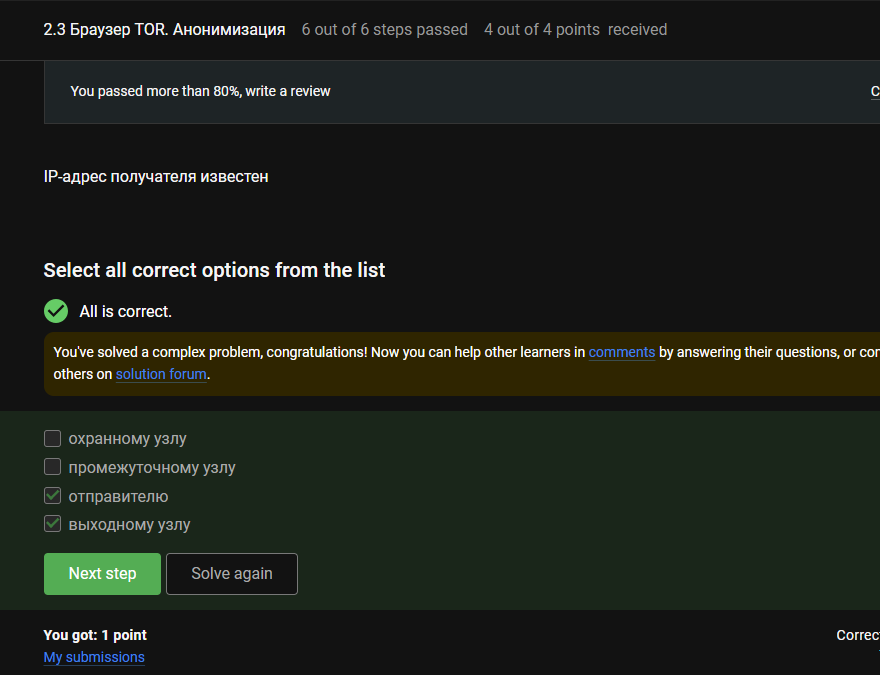 2.3 Браузер TOR. Анонимизация 6 out of 6 steps passed 4 out of 4 points received
You passed more than 80%, write a review
IP-адрес получателя известен
Select all correct options from the list
All is correct.
You've solved a complex problem, congratulations! Now you can help other learners in comments by answering their questions, or
others on solution forum.
охранному узлу
промежуточному узлу
отправителю
выходному узлу
Next step Solve again
You got: 1 point
My submissions